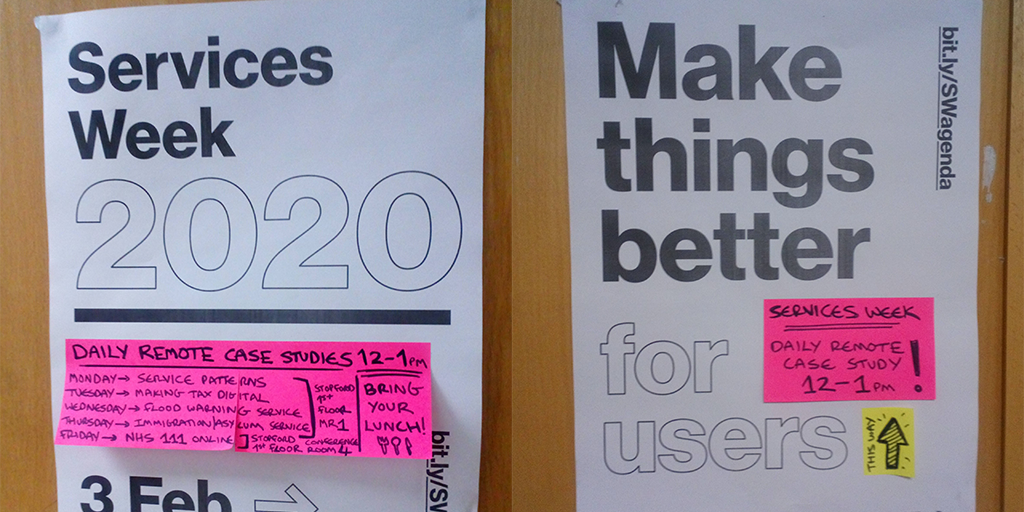 Services
Week
2020
DAILY REMOTE CASE STUDIES 12-1PM
MONDAY → SERVICE PATTERNS
TUESDAY → MAKING TAX DIGITAL
WEDNESDAY → FLOOD WARNING SERVICE
THURSDAY → IMMIGRATION/ASYLUM SERVICE
FRIDAY → NHS 111 ONLINE
STOPFORD
1ST
FLOOR
MR1
STOPFORD CONFERENCE
1ST FLOOR ROOM 4
BRING
YOUR
LUNCH!
3 Feb →
bit.ly/SW
Make
things
better
for
users
bit.ly/SWagenda
SERVICES WEEK
DAILY REMOTE
CASE STUDY
12-1PM !
THIS WAY